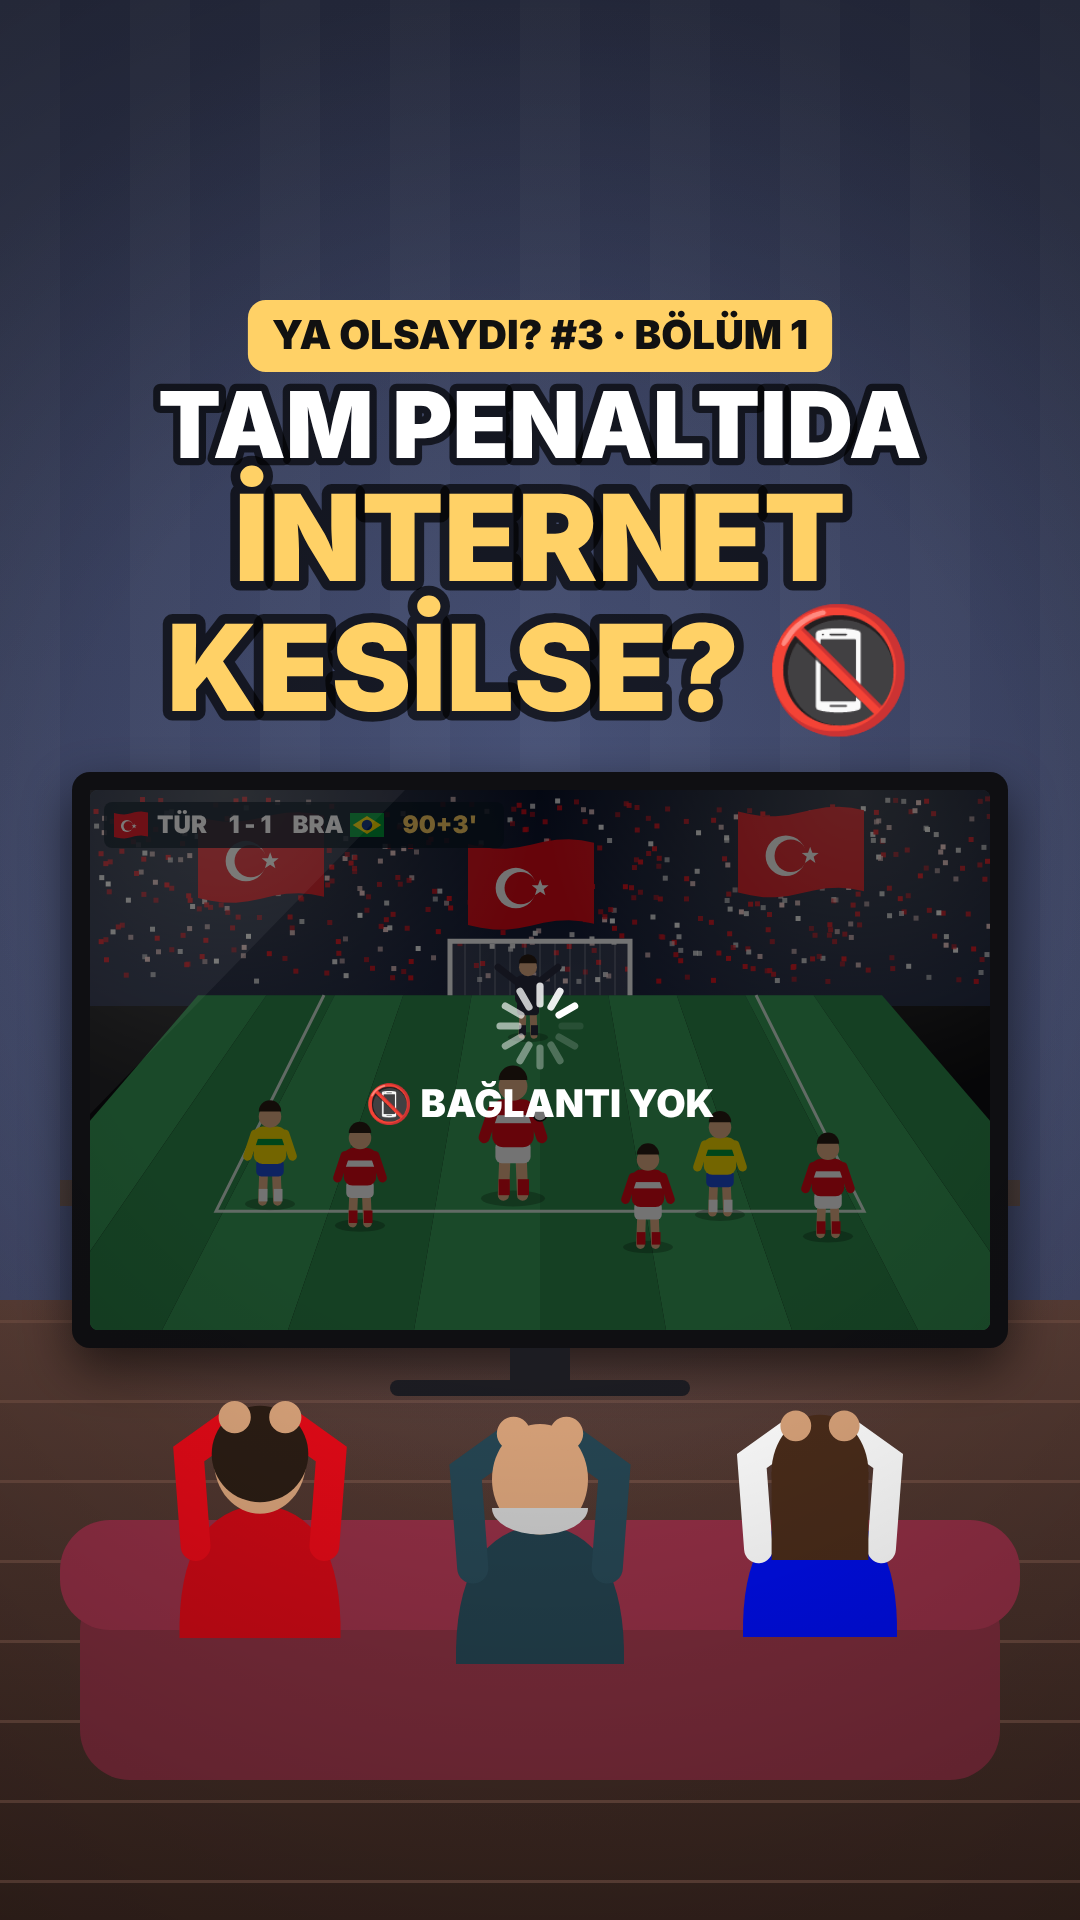 YA OLSAYDI? #3 · BÖLÜM 1
TAM PENALTIDA
İNTERNET
KESİLSE?
TÜR 1-1 BRA 90+3'
BAĞLANTI YOK